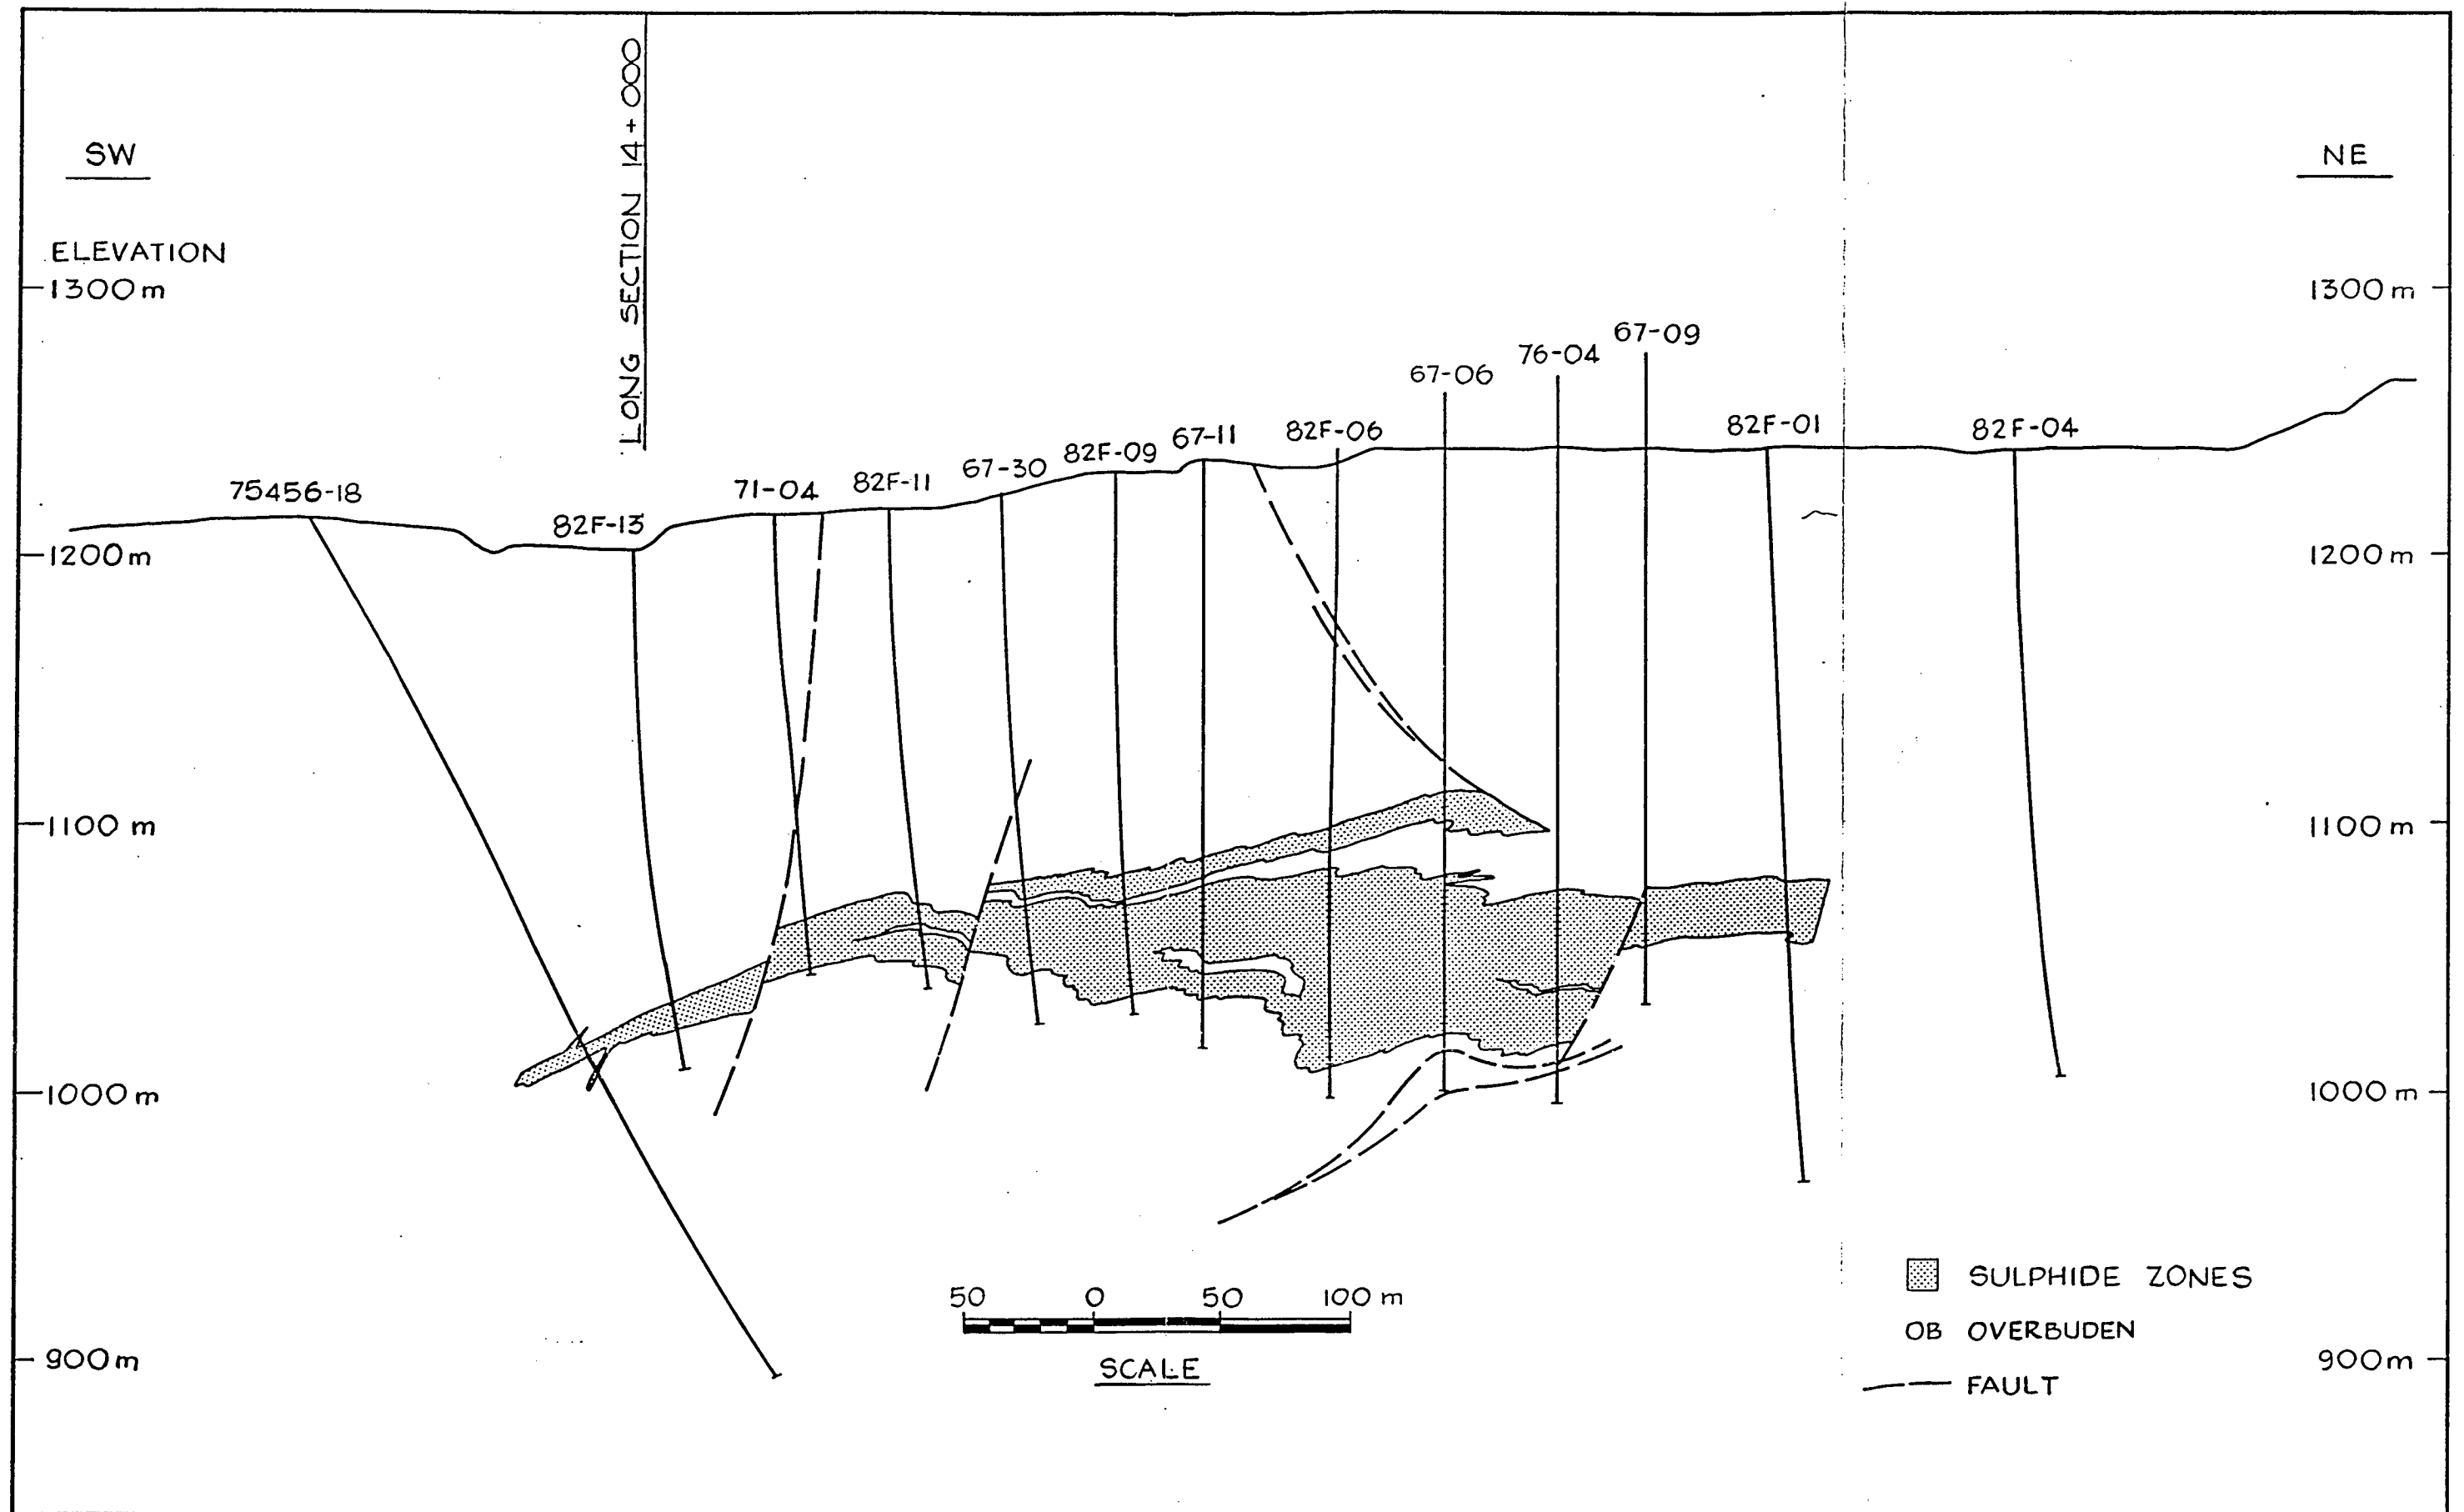 LONG SECTION 14+000
SW
NE
ELEVATION
1300m
1300m
67-09
76-04
67-06
82F-06
67-11
82F-09
82F-01
82F-04
67-30
82F-11
71-04
75456-18
82F-13
1200m
1200m
1100 m
1100m
1000m
1000m
50 0 50 100 m
SCALE
SULPHIDE ZONES
OB OVERBUDEN
FAULT
900m
900m